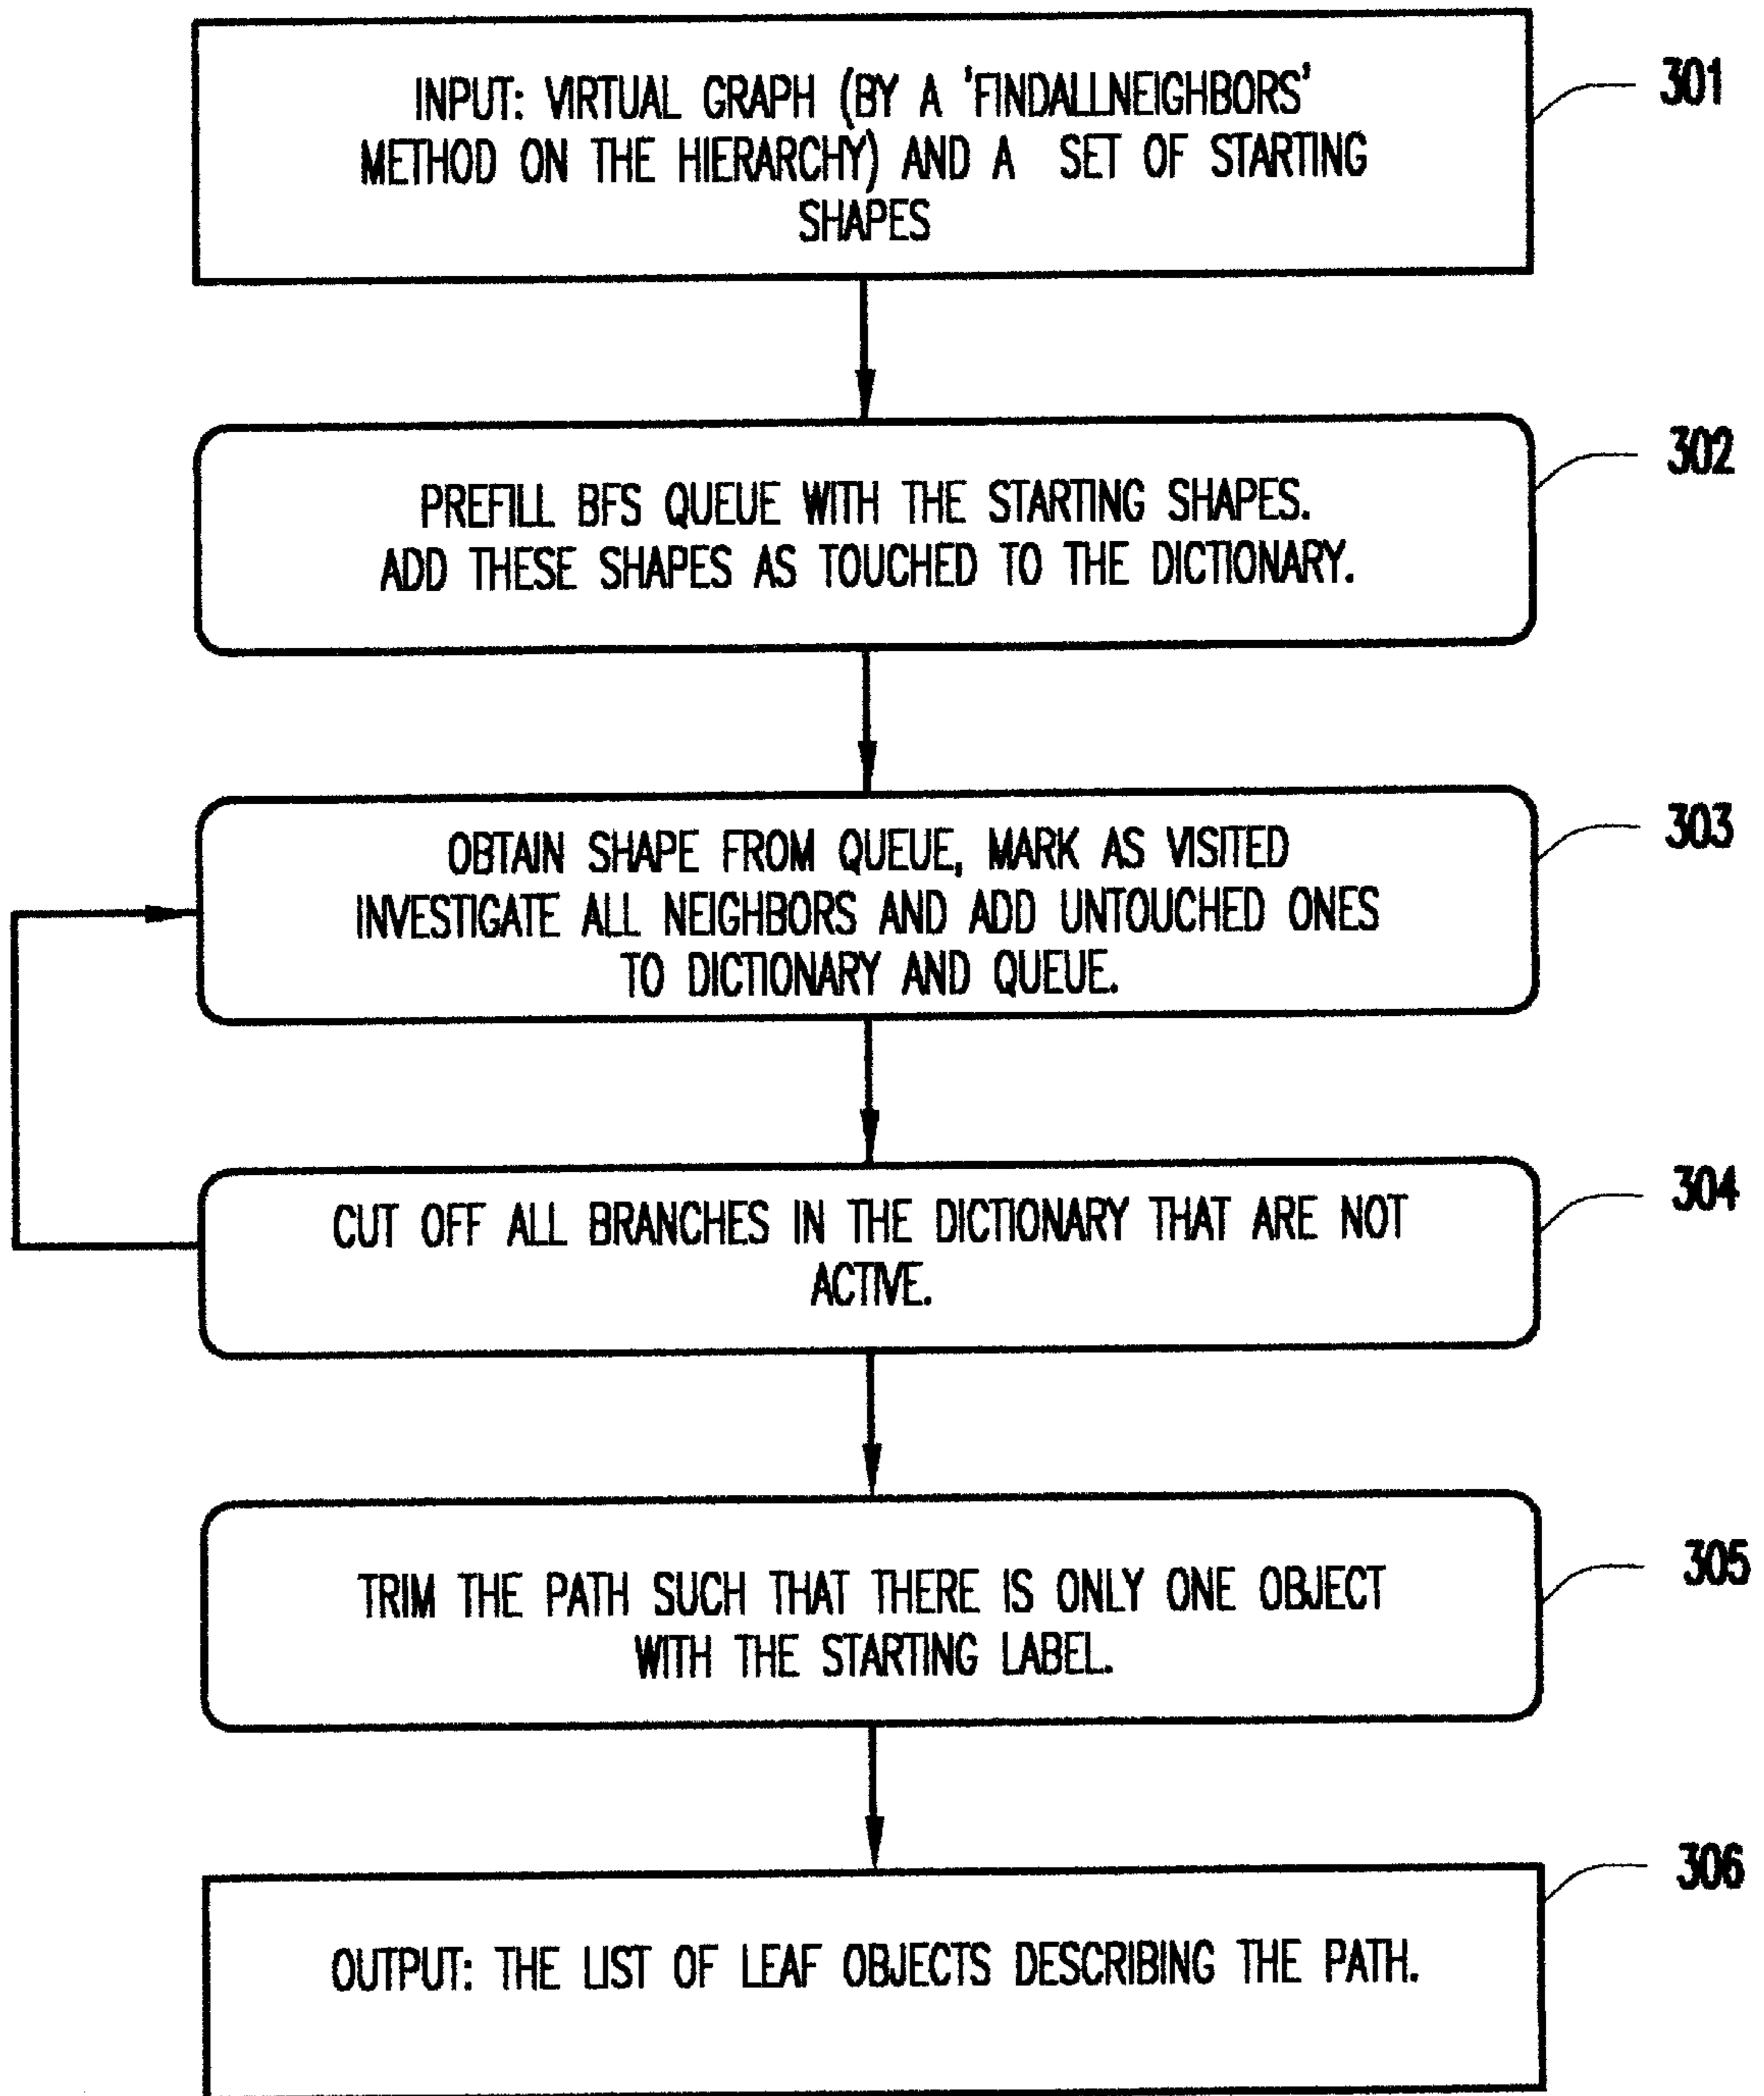 INPUT: VIRTUAL GRAPH (BY A 'FINDALLNEIGHBORS'
METHOD ON THE HIERARCHY) AND A SET OF STARTING
SHAPES
301
PREFILL BFS QUEUE WITH THE STARTING SHAPES.
ADD THESE SHAPES AS TOUCHED TO THE DICTIONARY.
302
OBTAIN SHAPE FROM QUEUE, MARK AS VISITED
INVESTIGATE ALL NEIGHBORS AND ADD UNTOUCHED ONES
TO DICTIONARY AND QUEUE.
303
CUT OFF ALL BRANCHES IN THE DICTIONARY THAT ARE NOT
ACTIVE.
304
TRIM THE PATH SUCH THAT THERE IS ONLY ONE OBJECT
WITH THE STARTING LABEL.
305
OUTPUT: THE LIST OF LEAF OBJECTS DESCRIBING THE PATH.
306